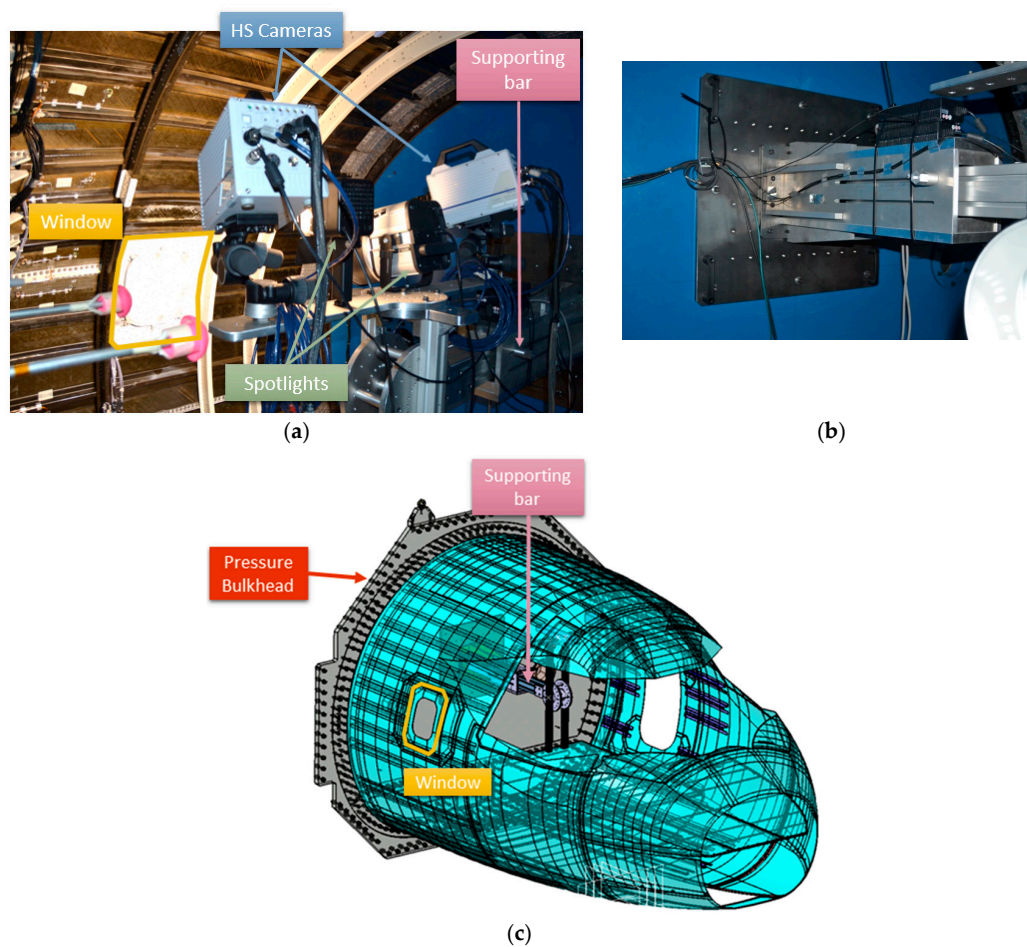 HS Cameras
Supporting
bar
Window
Spotlights
(a)
(b)
Supporting
bar
Pressure
Bulkhead
Window
(c)